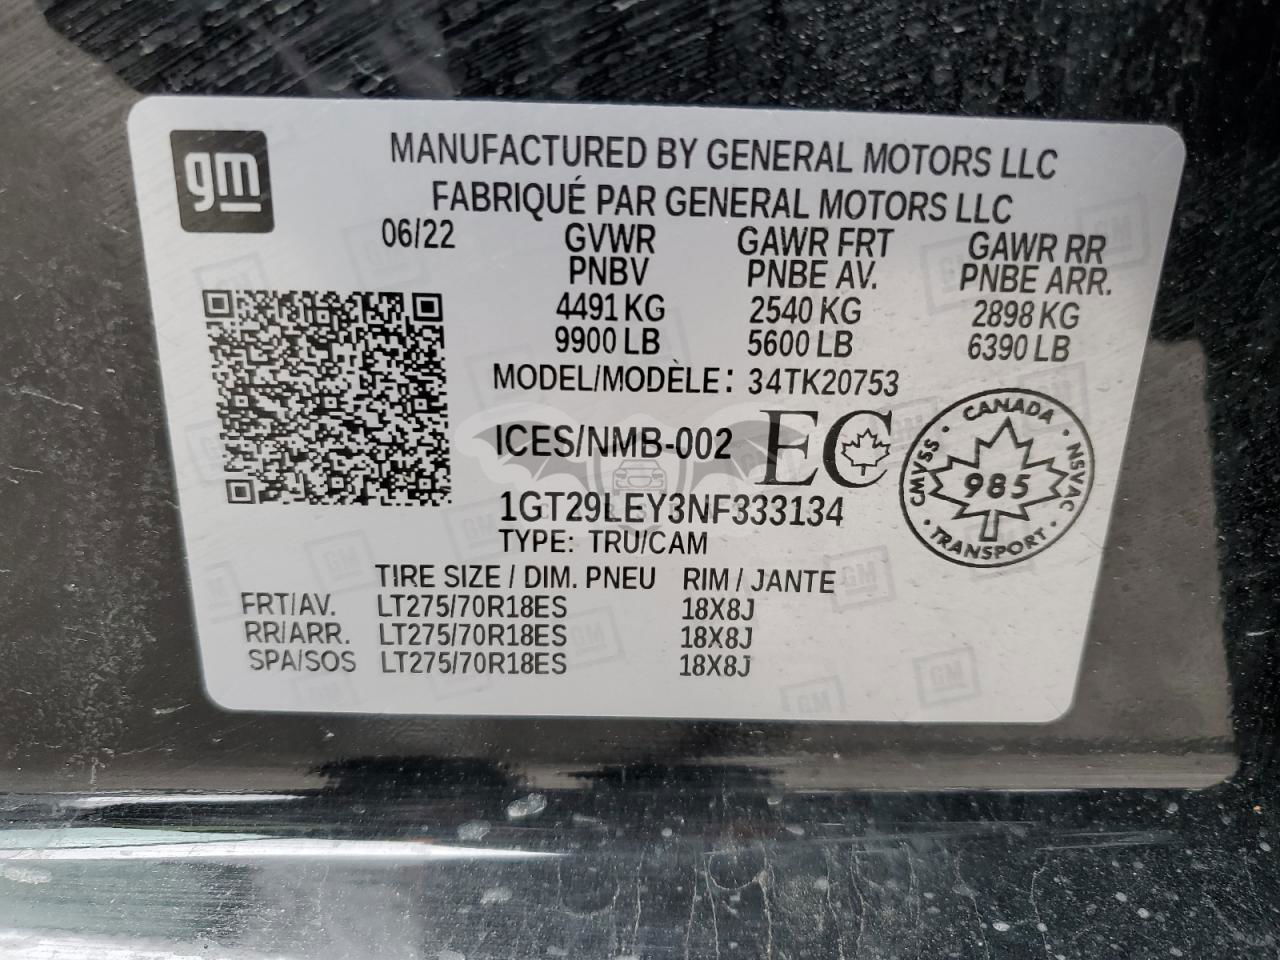 gm
MANUFACTURED BY GENERAL MOTORS LLC
FABRIQUÉ PAR GENERAL MOTORS LLC
06/22 GVWR GAWR FRT GAWR RR
PNBV PNBE AV. PNBE ARR.
4491 KG 2540 KG 2898 KG
9900 LB 5600 LB 6390 LB
MODEL/MODÈLE: 34TK20753
ICES/NMB-002 EC
CANADA
CMVSS · NSVAC
985
TRANSPORT
1GT29LEY3NF333134
TYPE: TRU/CAM
TIRE SIZE / DIM. PNEU RIM / JANTE
FRT/AV. LT275/70R18ES 18X8J
RR/ARR. LT275/70R18ES 18X8J
SPA/SOS LT275/70R18ES 18X8J